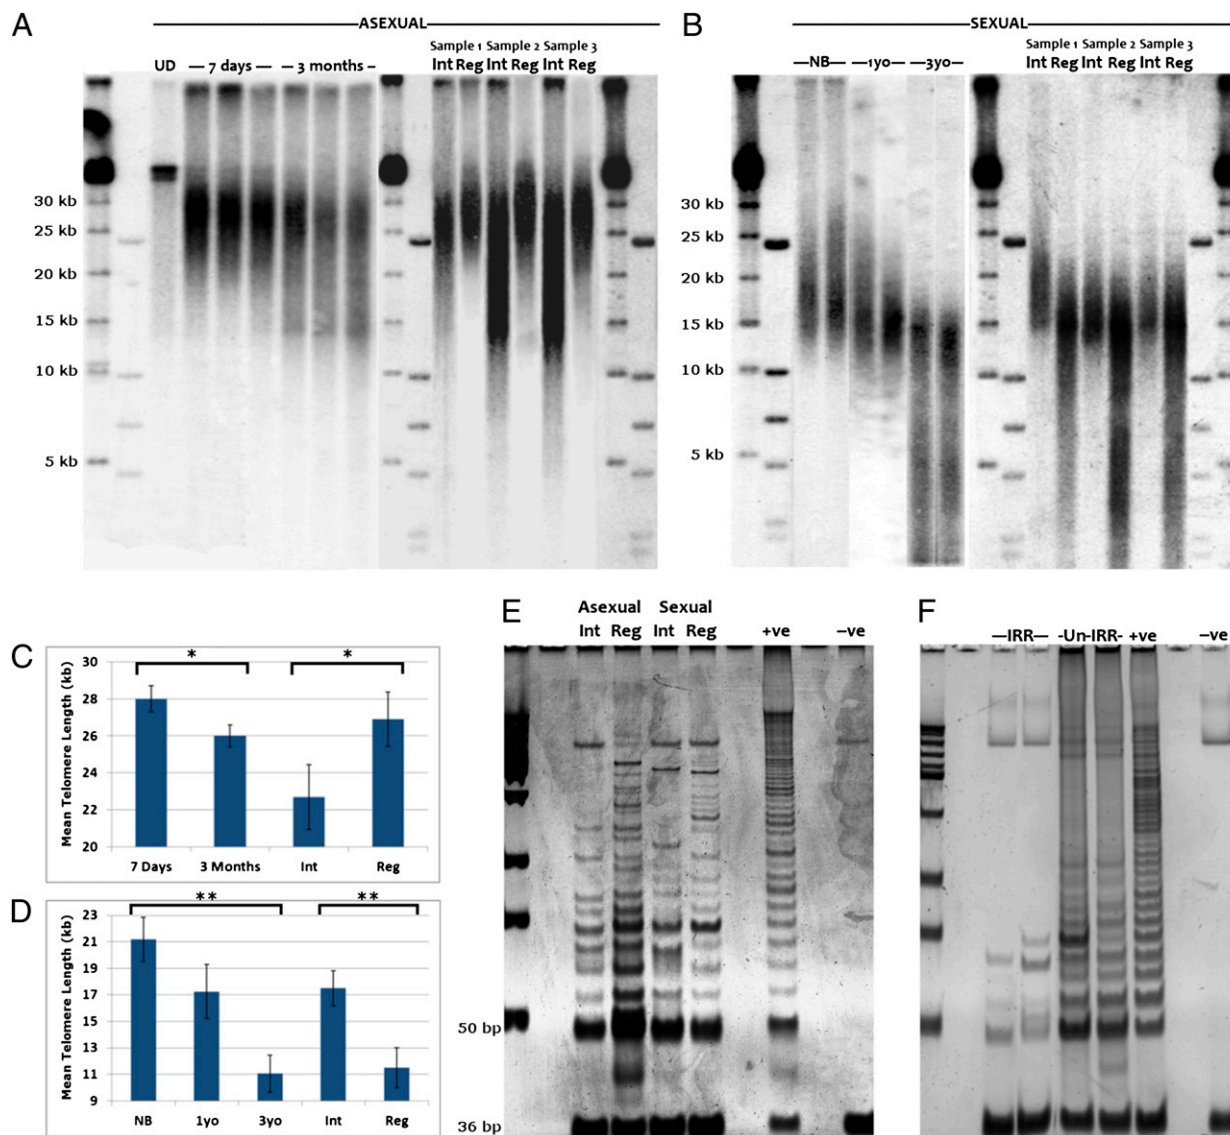 A
ASEXUAL
UD
7 days
3 months
Sample 1 Sample 2 Sample 3
Int Reg Int Reg Int Reg
30 kb
25 kb
20 kb
15 kb
10 kb
5 kb
B
SEXUAL
NB
1yo
3yo
Sample 1 Sample 2 Sample 3
Int Reg Int Reg Int Reg
30 kb
25 kb
20 kb
15 kb
10 kb
5 kb
C
Mean Telomere Length (kb)
30
28
26
24
22
20
*
*
7 Days
3 Months
Int
Reg
D
Mean Telomere Length (kb)
23
21
19
17
15
13
11
9
**
**
NB
1yo
3yo
Int
Reg
E
Asexual Sexual
Int Reg Int Reg +ve -ve
50 bp
36 bp
F
—IRR— -Un-IRR- +ve -ve